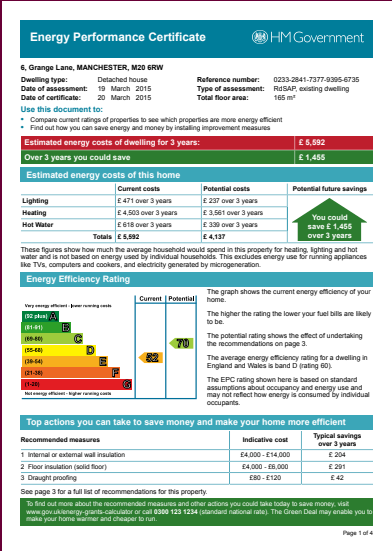 Energy Performance Certificate
HM Government
6, Grange Lane, MANCHESTER, M20 6RW
Dwelling type: Detached house
Reference number: 0233-2841-7377-9395-6735
Date of assessment: 19 March 2015
Type of assessment: RdSAP, existing dwelling
Date of certificate: 20 March 2015
Total floor area: 165 m²
Use this document to:
• Compare current ratings of properties to see which properties are more energy efficient
• Find out how you can save energy and money by installing improvement measures
Estimated energy costs of dwelling for 3 years: £ 5,592
Over 3 years you could save £ 1,455
Estimated energy costs of this home
Current costs Potential costs Potential future savings
Lighting £ 471 over 3 years £ 237 over 3 years
Heating £ 4,503 over 3 years £ 3,561 over 3 years
Hot Water £ 618 over 3 years £ 339 over 3 years
Totals £ 5,592 £ 4,137
You could
save £ 1,455
over 3 years
These figures show how much the average household would spend in this property for heating, lighting and hot
water and is not based on energy used by individual households. This excludes energy use for running appliances
like TVs, computers and cookers, and electricity generated by microgeneration.
Energy Efficiency Rating
Current Potential
Very energy efficient - lower running costs
(92 plus) A
(81-91) B
(69-80) C
(55-68) D
(39-54) E
(21-38) F
(1-20) G
Not energy efficient - higher running costs
52
70
The graph shows the current energy efficiency of your
home.
The higher the rating the lower your fuel bills are likely
to be.
The potential rating shows the effect of undertaking
the recommendations on page 3.
The average energy efficiency rating for a dwelling in
England and Wales is band D (rating 60).
The EPC rating shown here is based on standard
assumptions about occupancy and energy use and
may not reflect how energy is consumed by individual
occupants.
Top actions you can take to save money and make your home more efficient
Recommended measures Indicative cost Typical savings
over 3 years
1 Internal or external wall insulation £4,000 - £14,000 £ 204
2 Floor insulation (solid floor) £4,000 - £6,000 £ 291
3 Draught proofing £80 - £120 £ 42
See page 3 for a full list of recommendations for this property.
To find out more about the recommended measures and other actions you could take today to save money, visit
www.gov.uk/energy-grants-calculator or call 0300 123 1234 (standard national rate). The Green Deal may enable you to
make your home warmer and cheaper to run.
Page 1 of 4